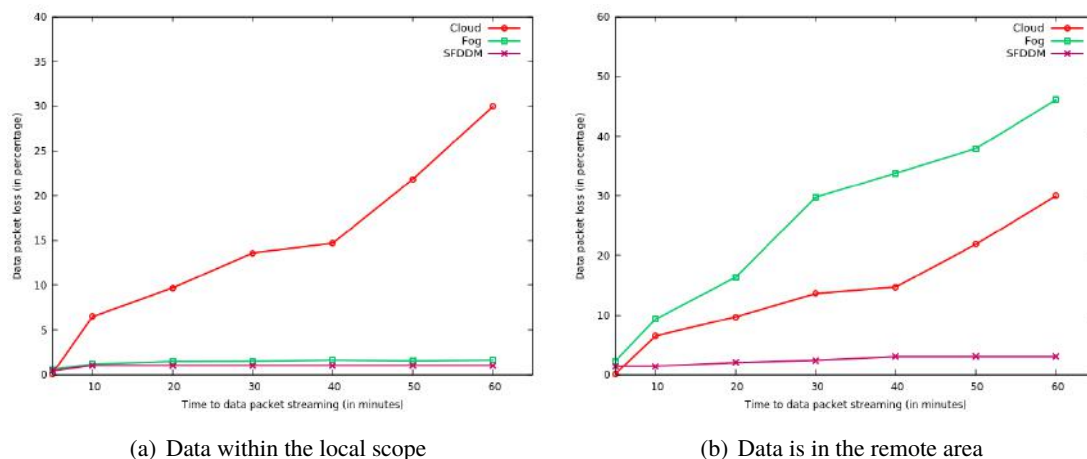 40
35
30
25
20
15
10
5
0
Data packet loss (in percentage)
Cloud
Fog
SFDDM
10 20 30 40 50 60
Time to data packet streaming (in minutes)
(a) Data within the local scope
60
50
40
30
20
10
0
Data packet loss (in percentage)
Cloud
Fog
SFDDM
10 20 30 40 50 60
Time to data packet streaming (in minutes)
(b) Data is in the remote area